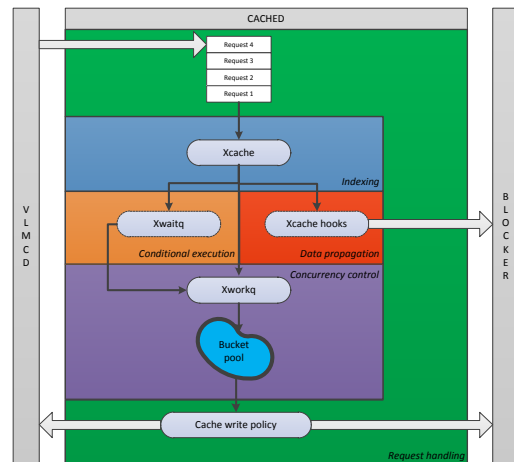 CACHED
Request 4
Request 3
Request 2
Request 1
Xcache
Indexing
V
L
M
C
D
B
L
O
C
K
E
R
Xwaitq
Xcache hooks
Conditional execution
Data propagation
Concurrency control
Xworkq
Bucket
pool
Cache write policy
Request handling